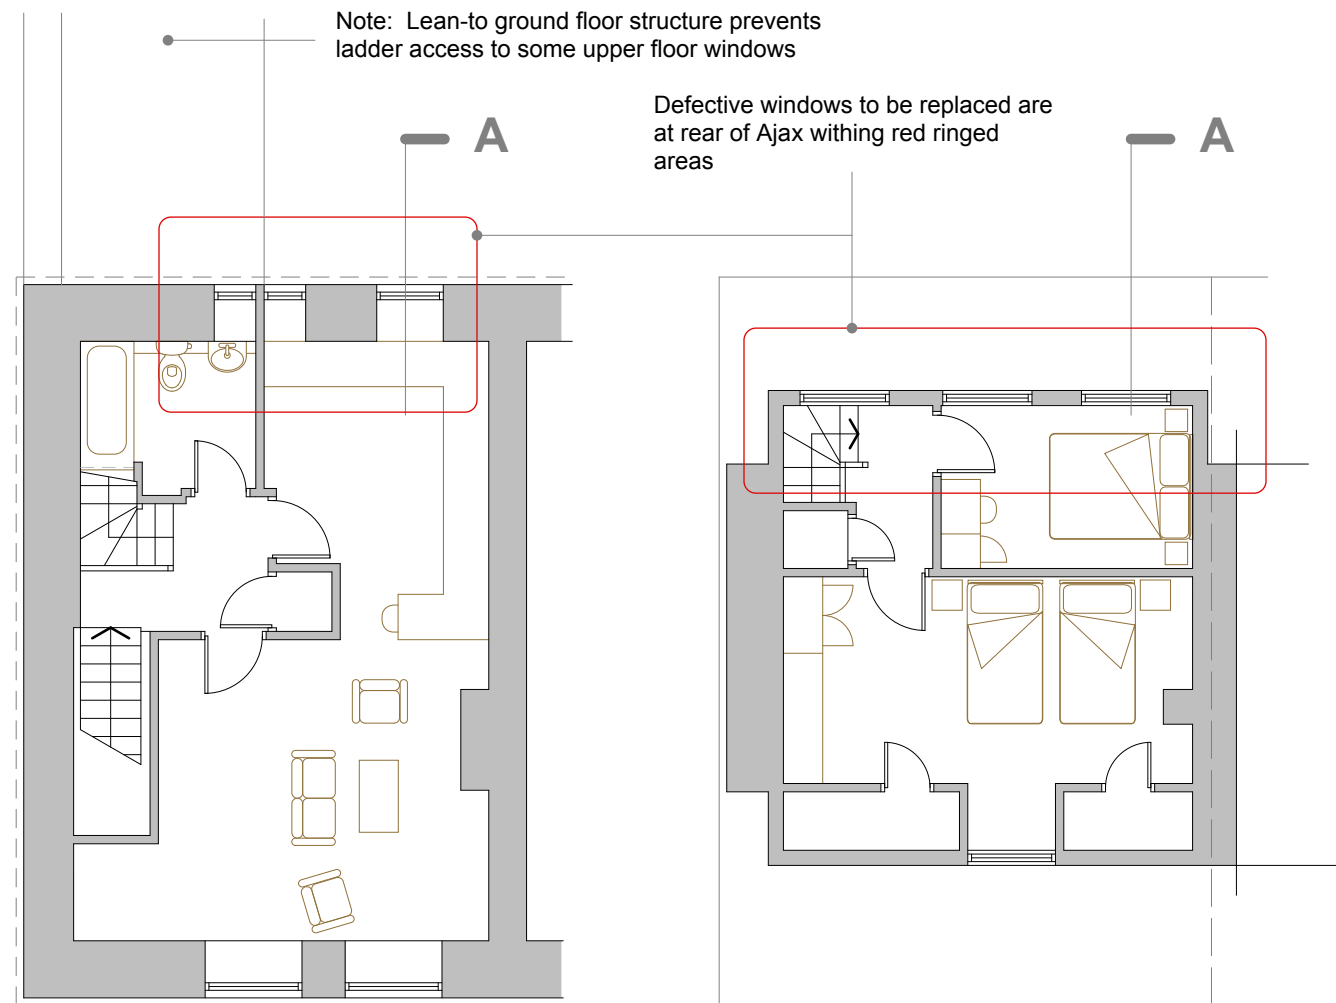 Note: Lean-to ground floor structure prevents
ladder access to some upper floor windows
Defective windows to be replaced are
at rear of Ajax withing red ringed
areas
A
A